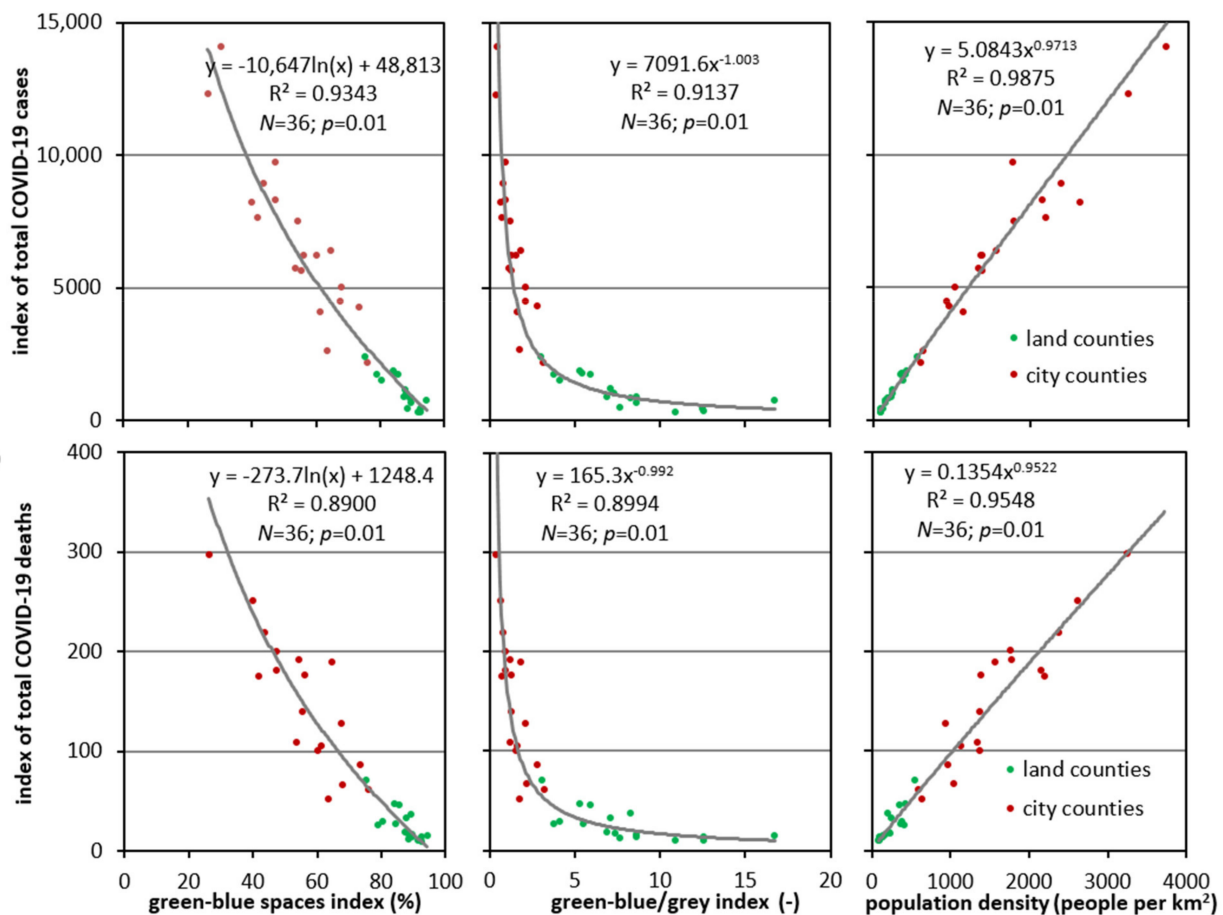 15,000
10,000
5000
0
index of total COVID-19 cases
y = -10,647ln(x) + 48,813
R² = 0.9343
N=36; p=0.01
y = 7091.6x^-1.003
R² = 0.9137
N=36; p=0.01
y = 5.0843x^0.9713
R² = 0.9875
N=36; p=0.01
land counties
city counties
400
300
200
100
0
index of total COVID-19 deaths
y = -273.7ln(x) + 1248.4
R² = 0.8900
N=36; p=0.01
y = 165.3x^-0.992
R² = 0.8994
N=36; p=0.01
y = 0.1354x^0.9522
R² = 0.9548
N=36; p=0.01
land counties
city counties
0 20 40 60 80 100
green-blue spaces index (%)
0 5 10 15 20
green-blue/grey index (-)
0 1000 2000 3000 4000
population density (people per km²)